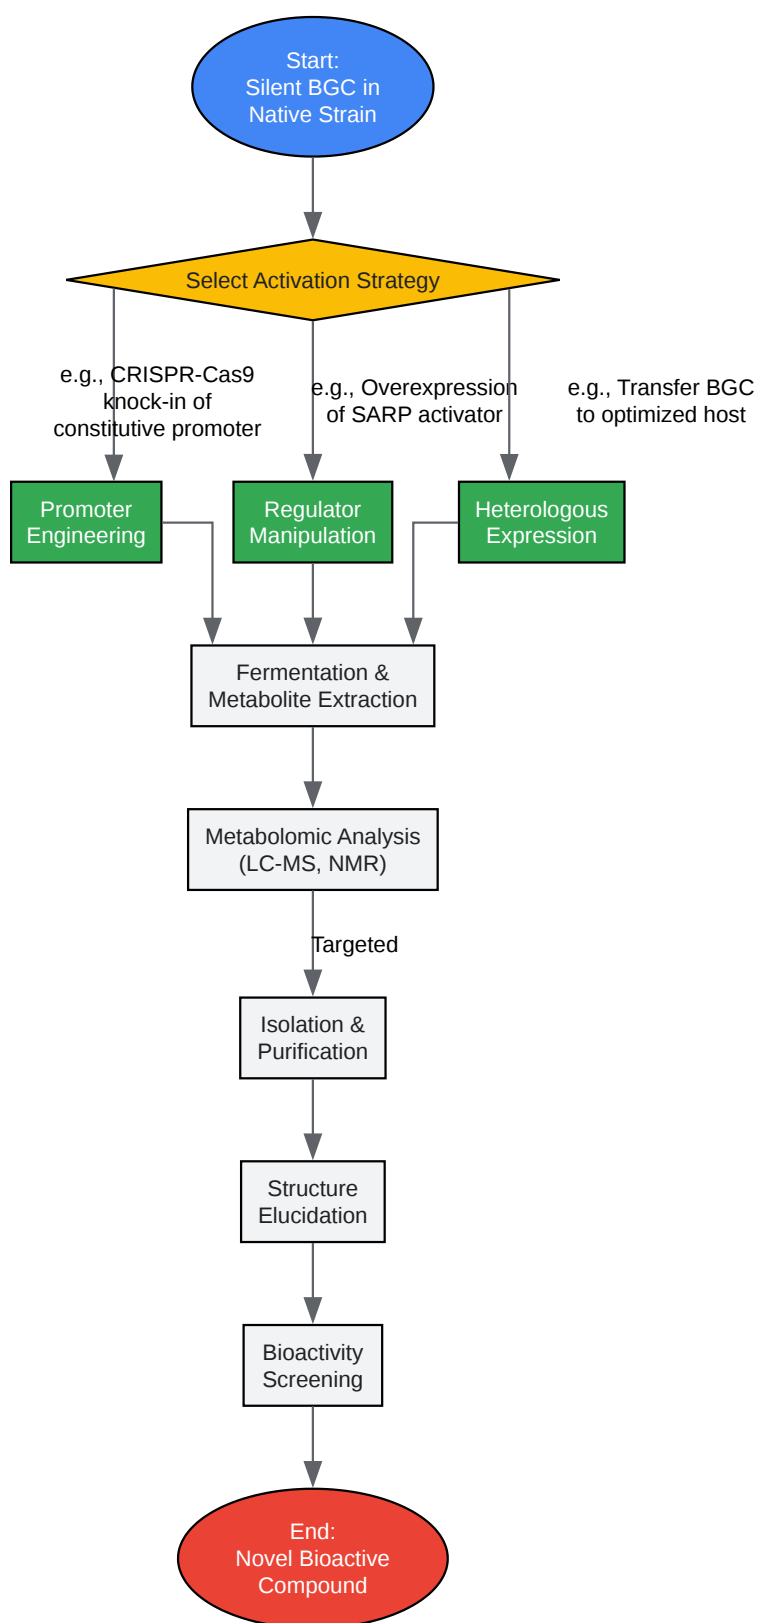 Start:
Silent BGC in
Native Strain
Select Activation Strategy
e.g., CRISPR-Cas9
knock-in of
constitutive promoter
e.g., Overexpression
of SARP activator
e.g., Transfer BGC
to optimized host
Promoter
Engineering
Regulator
Manipulation
Heterologous
Expression
Fermentation &
Metabolite Extraction
Metabolomic Analysis
(LC-MS, NMR)
Targeted
Isolation &
Purification
Structure
Elucidation
Bioactivity
Screening
End:
Novel Bioactive
Compound